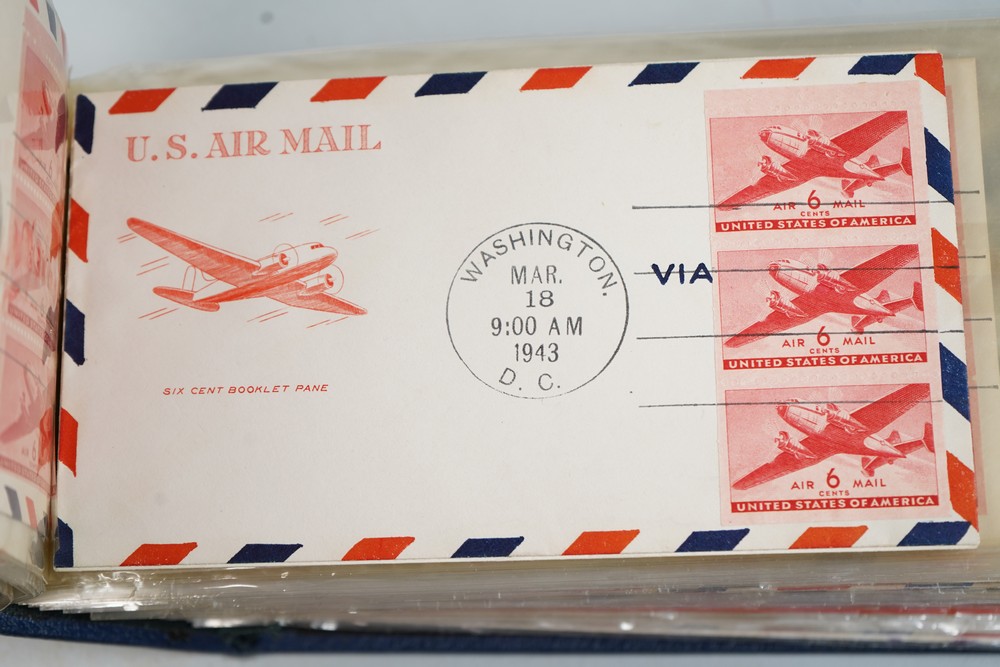 U. S. AIR MAIL
SIX CENT BOOKLET PANE
WASHINGTON.
MAR.
18
9:00 AM
1943
D. C.
VIA
AIR 6 MAIL
CENTS
UNITED STATES OF AMERICA
AIR 6 MAIL
CENTS
UNITED STATES OF AMERICA
AIR 6 MAIL
CENTS
UNITED STATES OF AMERICA